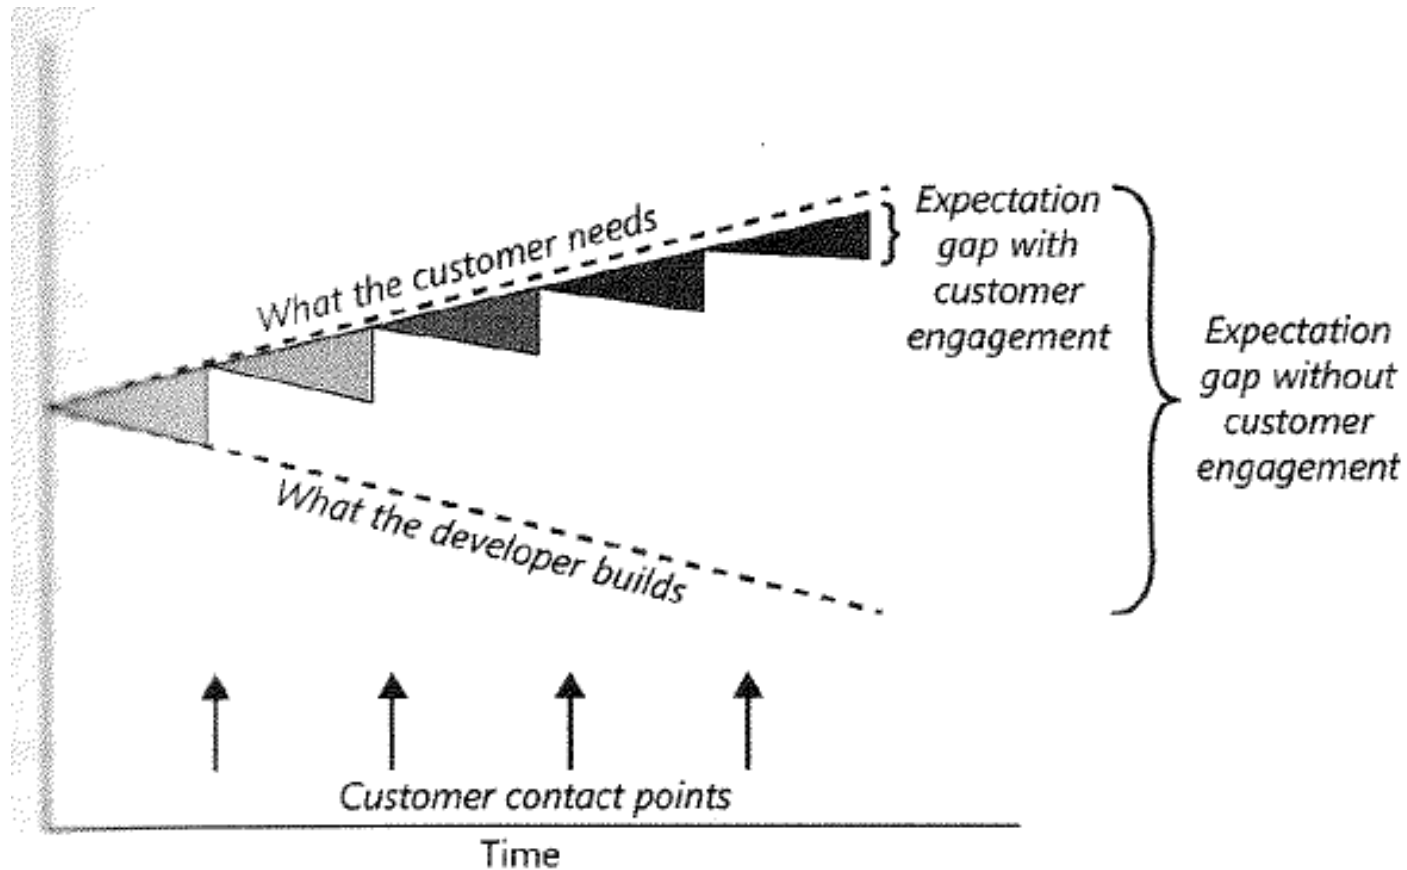 What the customer needs
Expectation
gap with
customer
engagement
Expectation
gap without
customer
engagement
What the developer builds
Customer contact points
Time